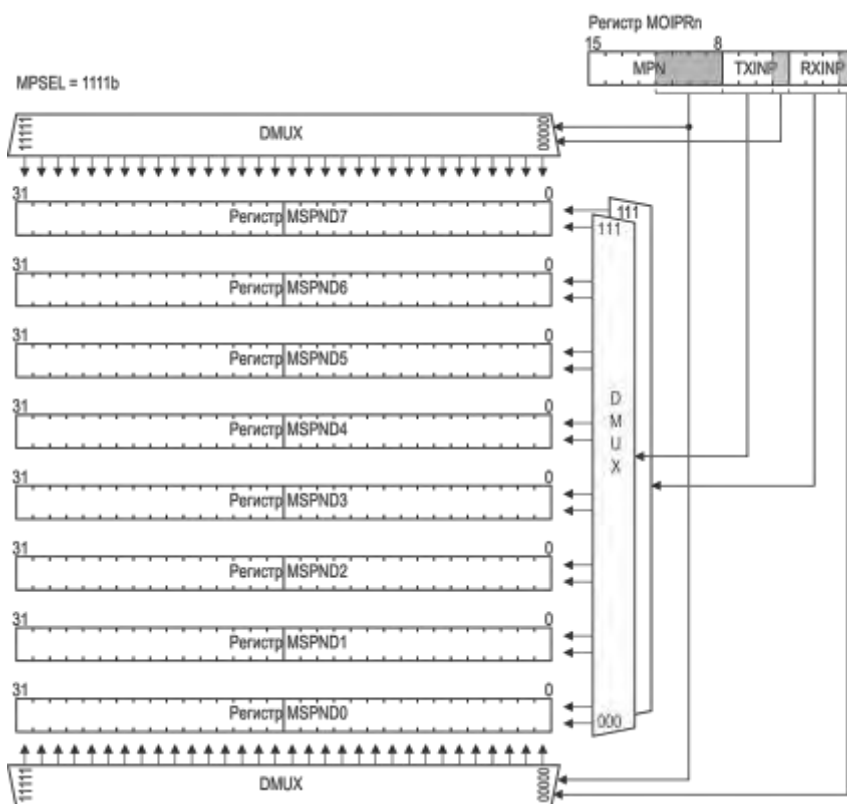 Регистр MOIPRn
15 8
MPN TXINP RXINP
MPSEL = 1111b
11111 DMUX 00000
31 0
Регистр MSPND7
111
111
31 0
Регистр MSPND6
31 0
Регистр MSPND5
31 0
Регистр MSPND4
DMUX
31 0
Регистр MSPND3
31 0
Регистр MSPND2
31 0
Регистр MSPND1
31 0
Регистр MSPND0
000
11111 DMUX 00000